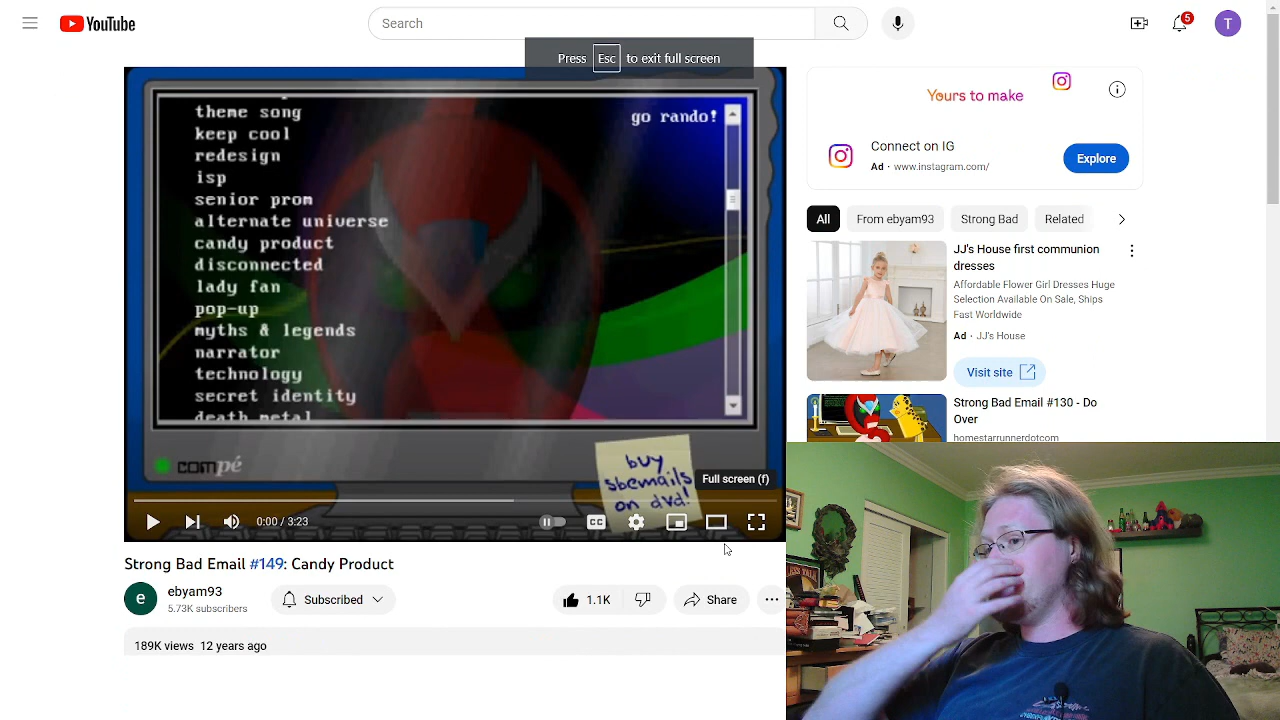 YouTube
Search
5
T
Press Esc to exit full screen
theme song
keep cool
redesign
isp
senior prom
alternate universe
candy product
disconnected
lady fan
pop-up
myths & legends
narrator
technology
secret identity
death metal
go rando!
compé
buy
sbemails
on dvd!
Full screen (f)
0:00 / 3:23
CC
Strong Bad Email #149: Candy Product
e
ebyam93
5.73K subscribers
Subscribed
1.1K
Share
189K views 12 years ago
Yours to make
Connect on IG
Ad · www.instagram.com/
Explore
All
From ebyam93
Strong Bad
Related
JJ's House first communion
dresses
Affordable Flower Girl Dresses Huge
Selection Available On Sale, Ships
Fast Worldwide
Ad · JJ's House
Visit site
Strong Bad Email #130 - Do
Over
homestarrunnerdotcom